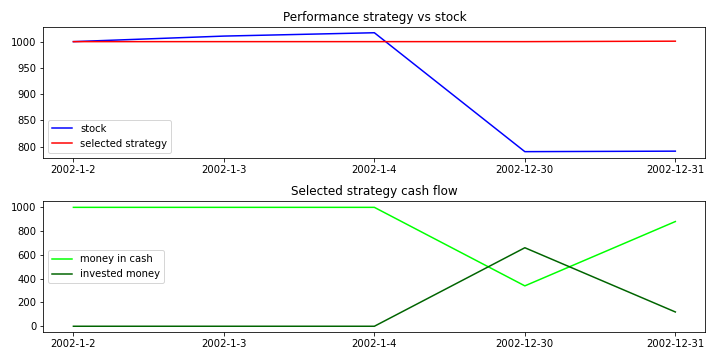 Performance strategy vs stock
1000
950
900
850
800
stock
selected strategy
2002-1-2 2002-1-3 2002-1-4 2002-12-30 2002-12-31
Selected strategy cash flow
1000
800
600
400
200
0
money in cash
invested money
2002-1-2 2002-1-3 2002-1-4 2002-12-30 2002-12-31